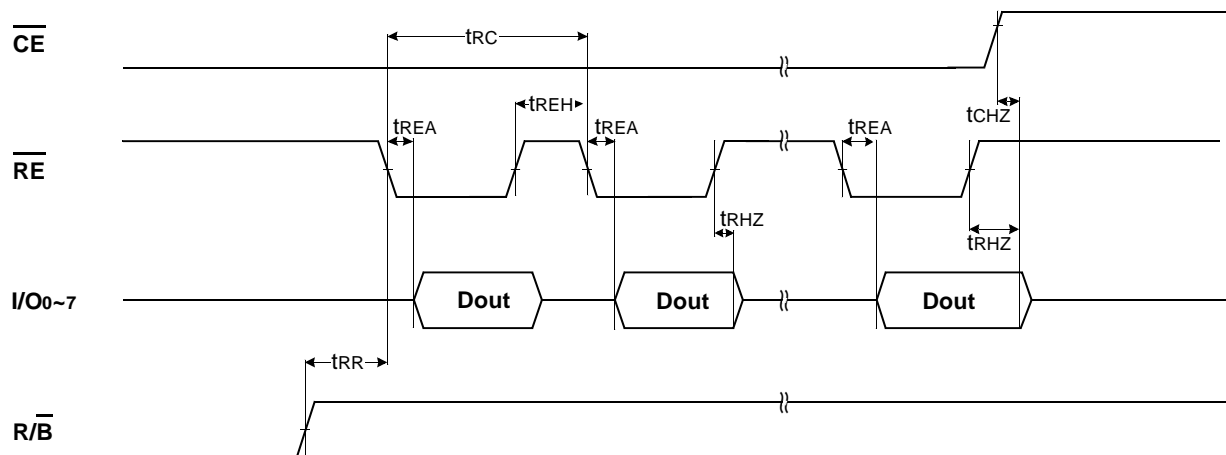 CE
tRC
tREH
tCHZ
tREA
tREA
tREA
RE
tRHZ
tRHZ
I/O0~7
Dout
Dout
Dout
tRR
R/B